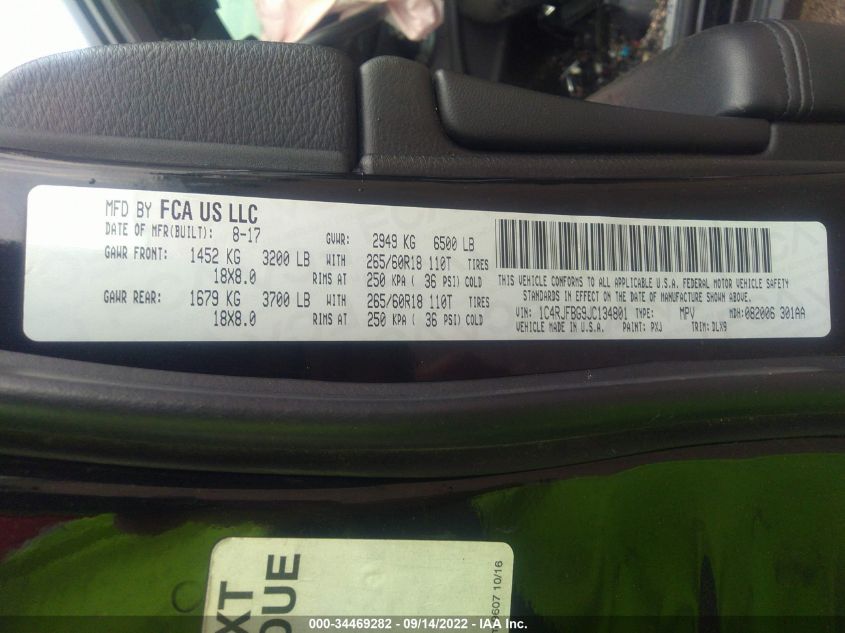 MFD BY FCA US LLC
DATE OF MFR(BUILT): 8-17 GVWR: 2949 KG 6500 LB
GAWR FRONT: 1452 KG 3200 LB WITH 265/60R18 110T TIRES
18X8.0 RIMS AT 250 KPA ( 36 PSI) COLD
GAWR REAR: 1679 KG 3700 LB WITH 265/60R18 110T TIRES
18X8.0 RIMS AT 250 KPA ( 36 PSI) COLD
THIS VEHICLE CONFORMS TO ALL APPLICABLE U.S.A. FEDERAL MOTOR VEHICLE SAFETY
STANDARDS IN EFFECT ON THE DATE OF MANUFACTURE SHOWN ABOVE.
VIN: 1C4RJFBG9JC134801 TYPE: MPV MDH: 082006 301AA
VEHICLE MADE IN U.S.A. PAINT: PXJ TRIM: DLX9
XT
DUE
0607 10/16
000-34469282 - 09/14/2022 - IAA Inc.